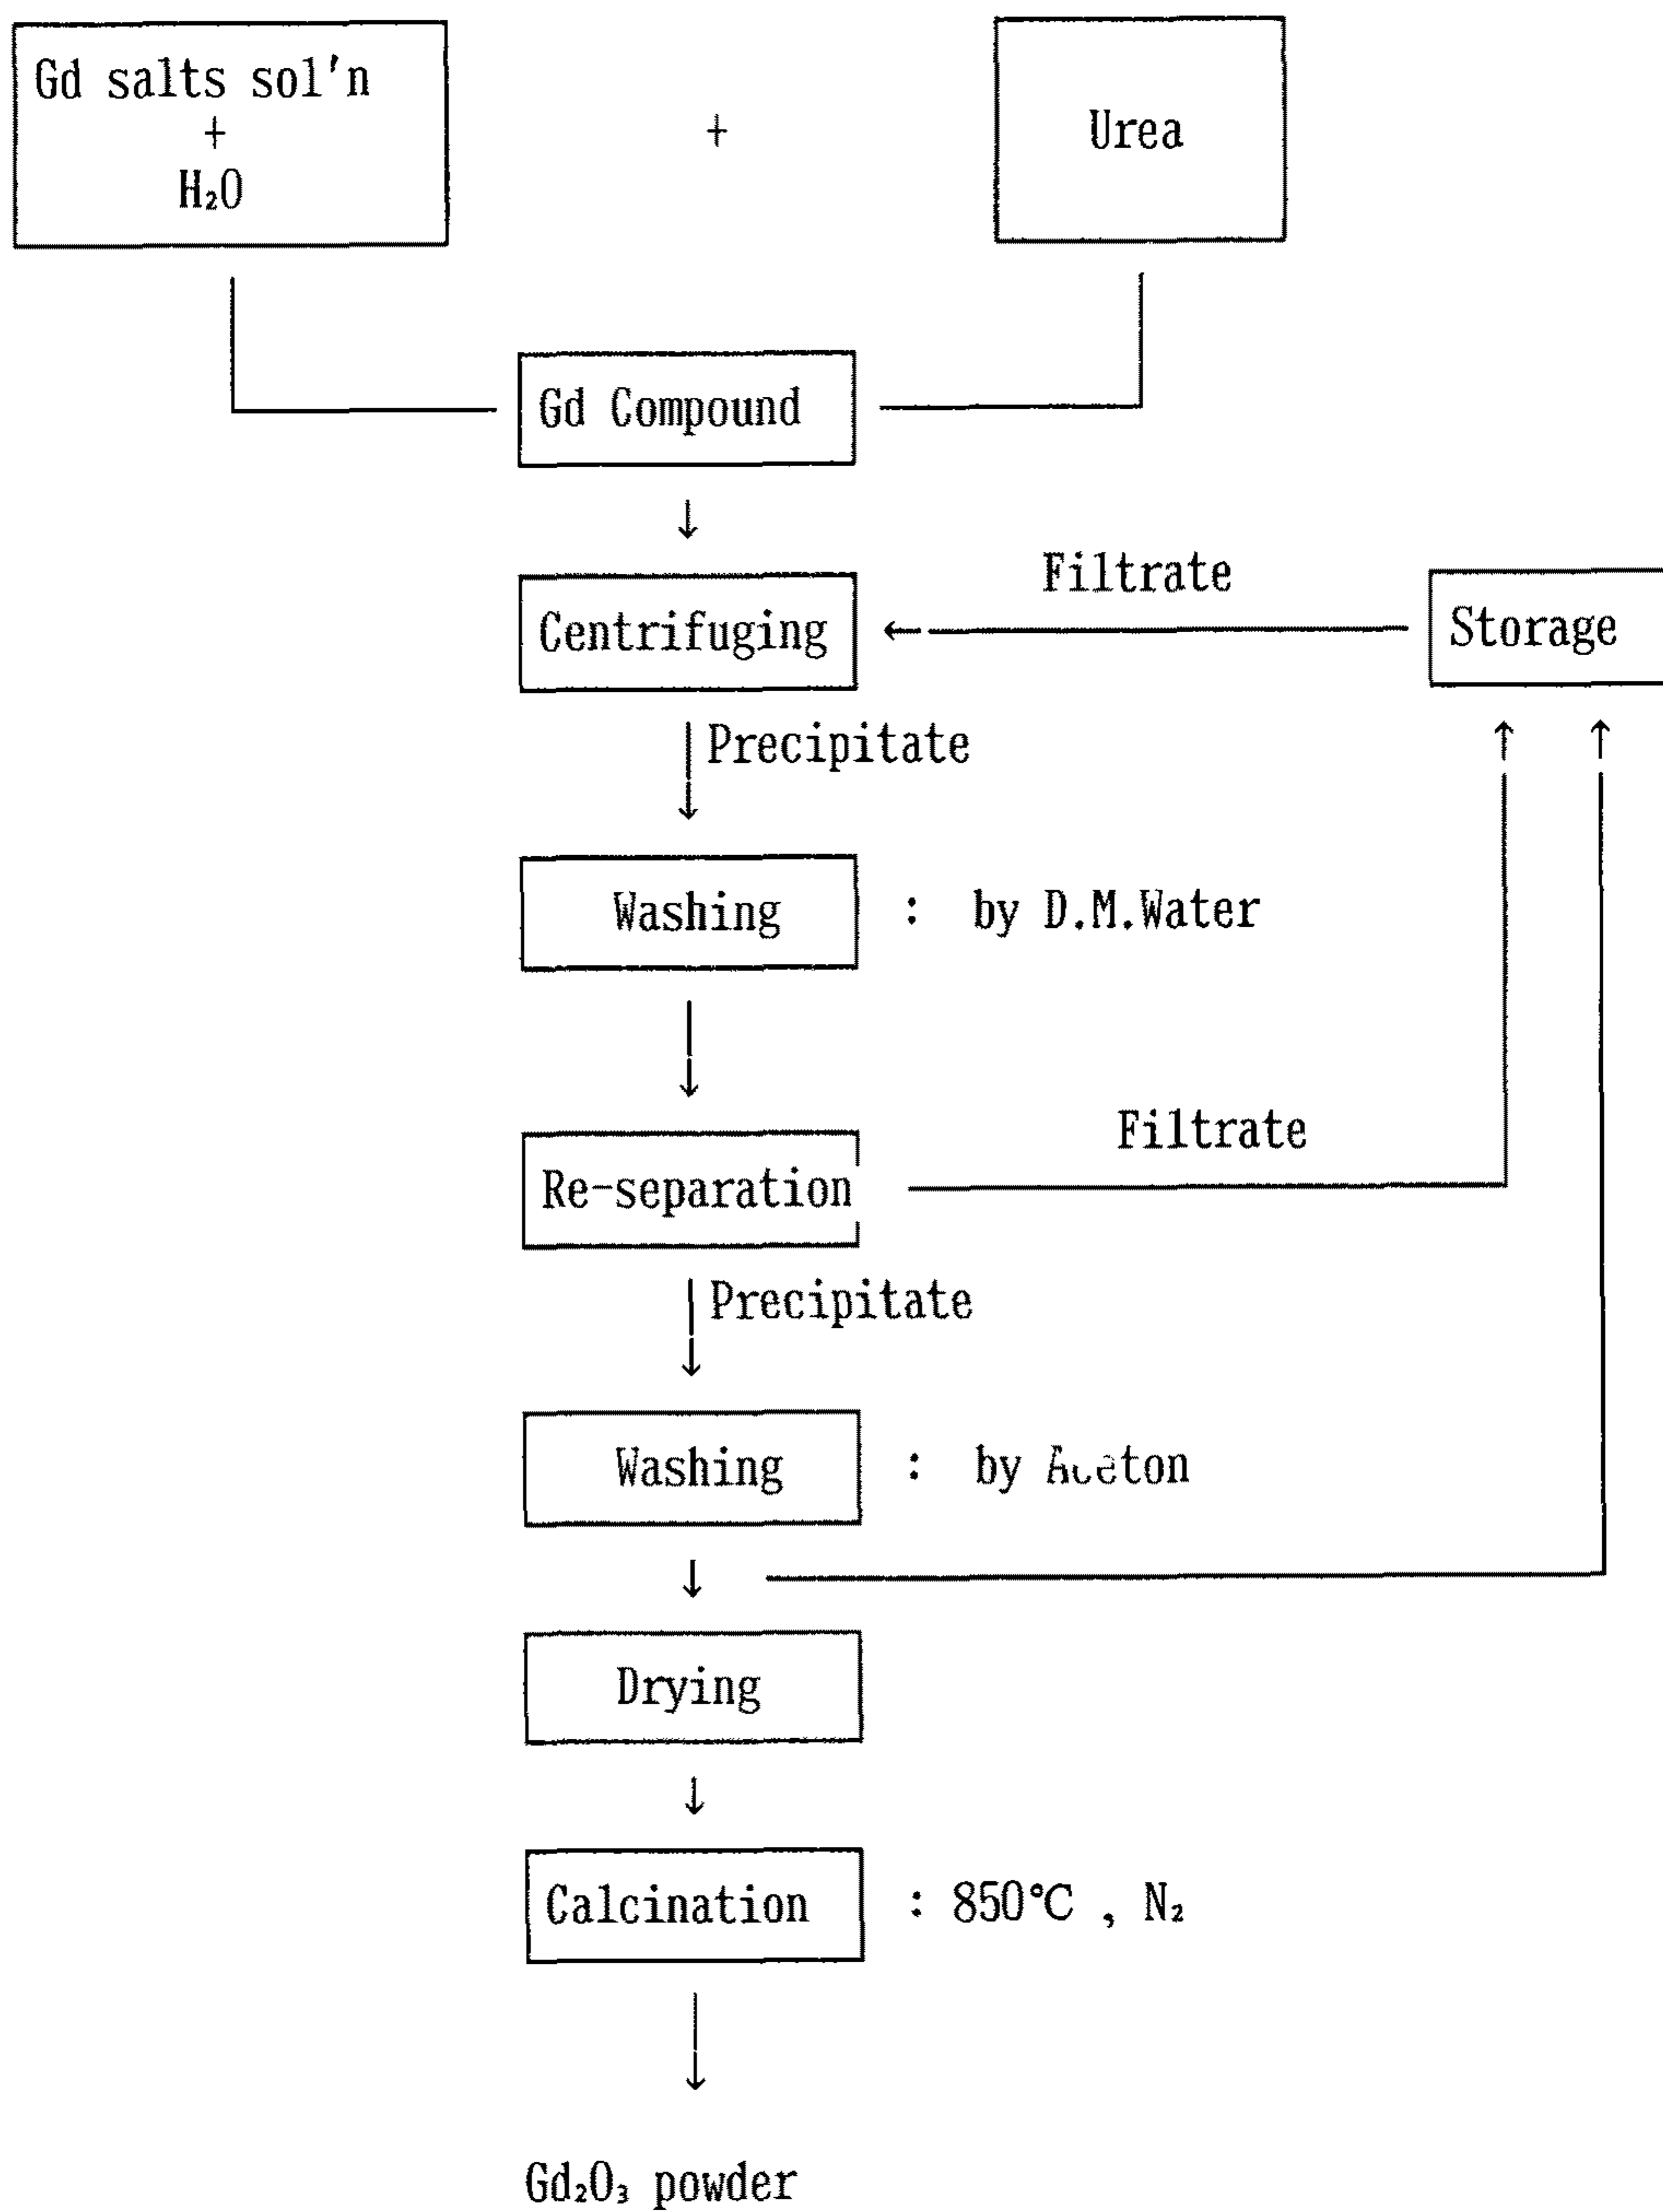 Gd salts sol'n
+
H₂O
+
Urea
Gd Compound
↓
Centrifuging
←
Filtrate
Storage
Precipitate
Washing
: by D.M.Water
Re-separation
Filtrate
Precipitate
Washing
: by Aceton
Drying
Calcination
: 850℃ , N₂
Gd₂O₃ powder